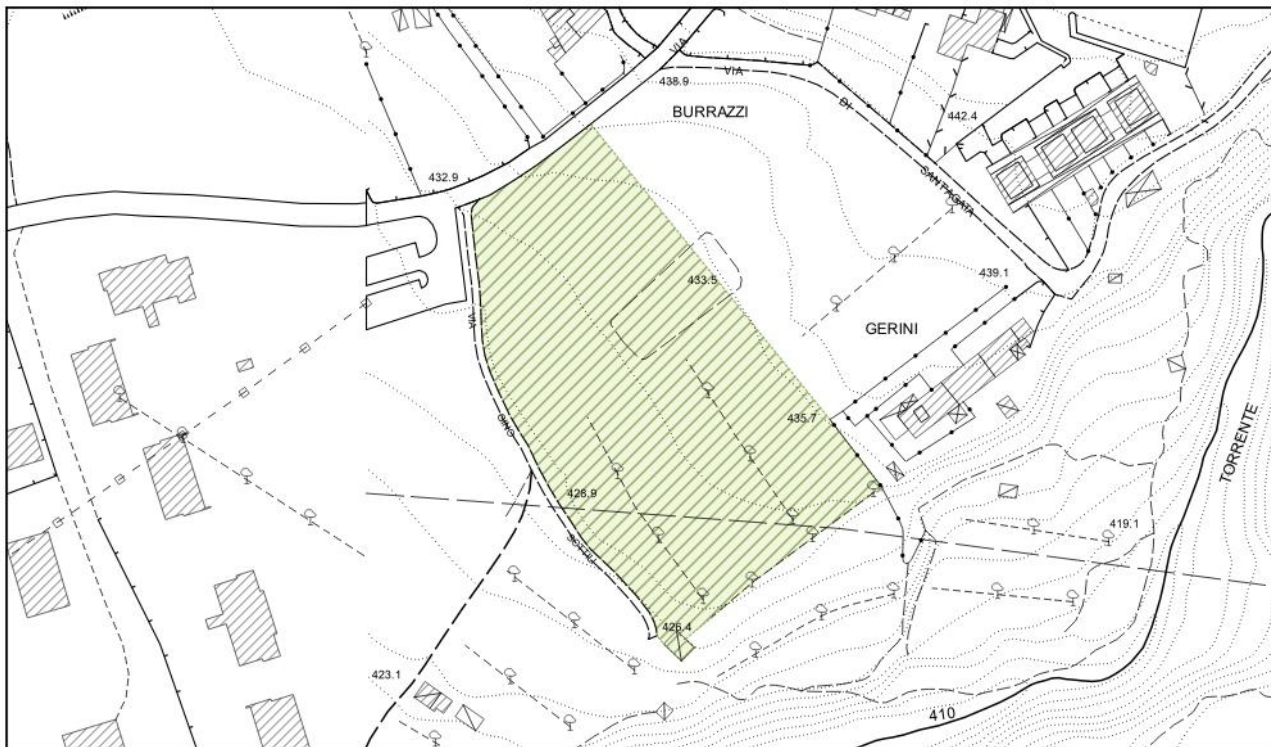 VIA
438.9
VIA
BURRAZZI
DI
442.4
SANT'AGATA
432.9
439.1
433.5
GERINI
VIA
435.7
GINO
428.9
SOTTILI
419.1
TORRENTE
426.4
423.1
410